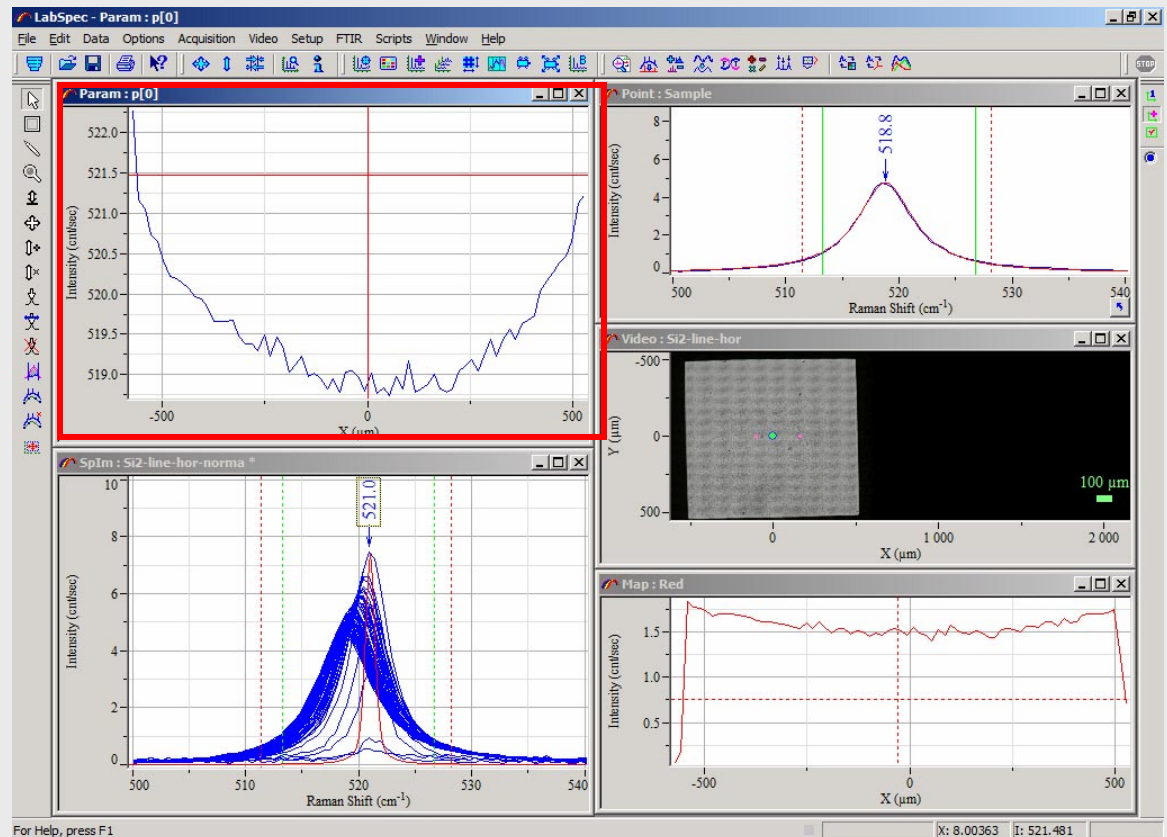 LabSpec - Param : p[0]
File Edit Data Options Acquisition Video Setup FTIR Scripts Window Help
STOP
Param : p[0]
522.0
521.5
521.0
520.5
520.0
519.5
519.0
Intensity (cnt/sec)
-500 0 500
X (µm)
Point : Sample
8
6
4
2
0
Intensity (cnt/sec)
518.8
500 510 520 530 540
Raman Shift (cm⁻¹)
Video : Si2-line-hor
-500
0
500
Y (µm)
100 µm
0 1 000 2 000
X (µm)
SpIm : Si2-line-hor-norma *
10
8
6
4
2
0
Intensity (cnt/sec)
521.0
500 510 520 530 540
Raman Shift (cm⁻¹)
Map : Red
1.5
1.0
0.5
Intensity (cnt/sec)
-500 0 500
X (µm)
For Help, press F1
X: 8.00363 I: 521.481